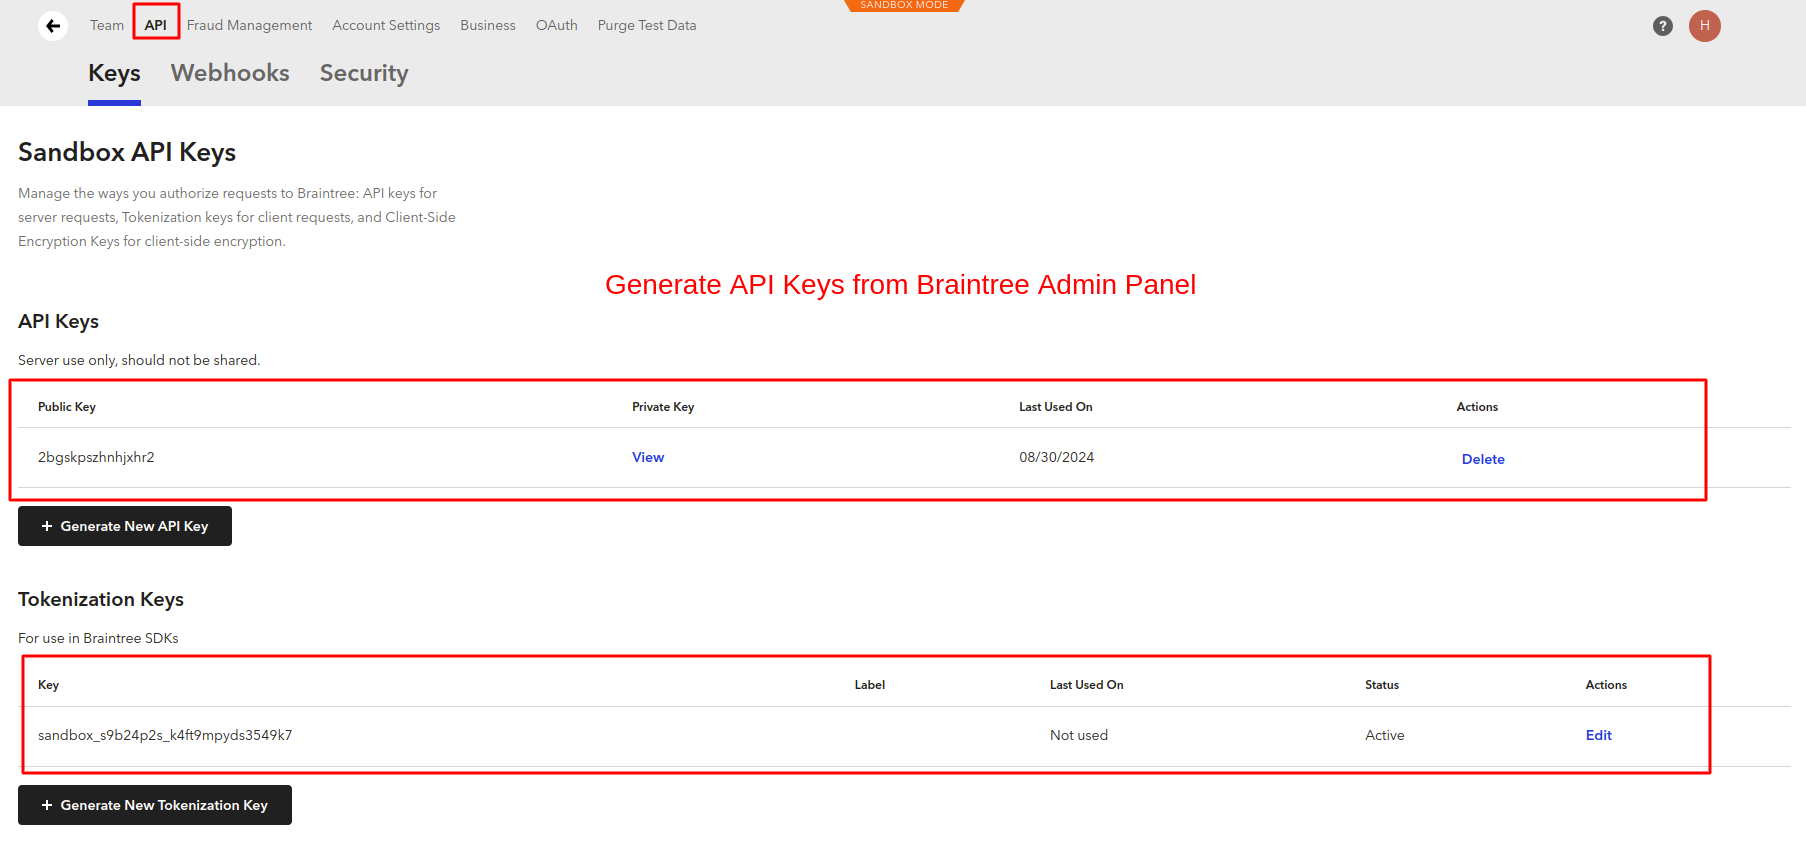 SANDBOX MODE
Team API Fraud Management Account Settings Business OAuth Purge Test Data ? H
Keys Webhooks Security
Sandbox API Keys
Manage the ways you authorize requests to Braintree: API keys for
server requests, Tokenization keys for client requests, and Client-Side
Encryption Keys for client-side encryption.
Generate API Keys from Braintree Admin Panel
API Keys
Server use only, should not be shared.
Public Key Private Key Last Used On Actions
2bgskpszhnhjxhr2 View 08/30/2024 Delete
+ Generate New API Key
Tokenization Keys
For use in Braintree SDKs
Key Label Last Used On Status Actions
sandbox_s9b24p2s_k4ft9mpyds3549k7 Not used Active Edit
+ Generate New Tokenization Key